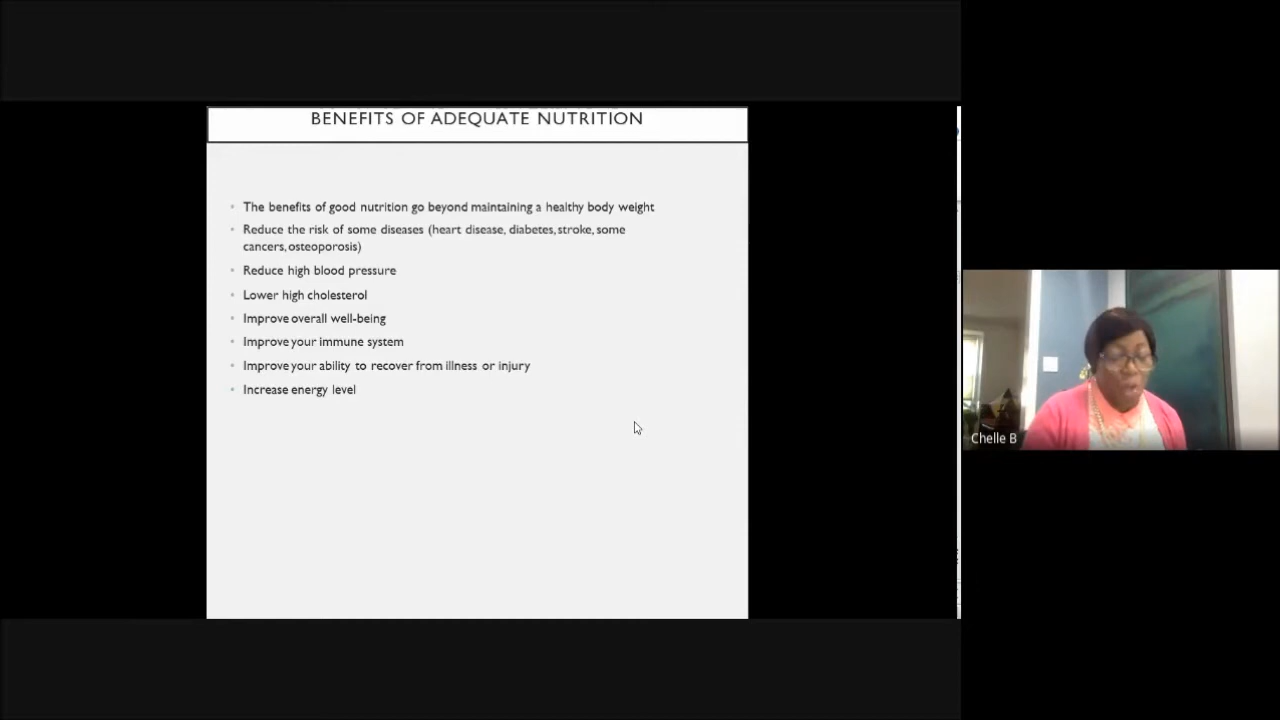 BENEFITS OF ADEQUATE NUTRITION
The benefits of good nutrition go beyond maintaining a healthy body weight
Reduce the risk of some diseases (heart disease, diabetes, stroke, some
cancers, osteoporosis)
Reduce high blood pressure
Lower high cholesterol
Improve overall well-being
Improve your immune system
Improve your ability to recover from illness or injury
Increase energy level
Chelle B